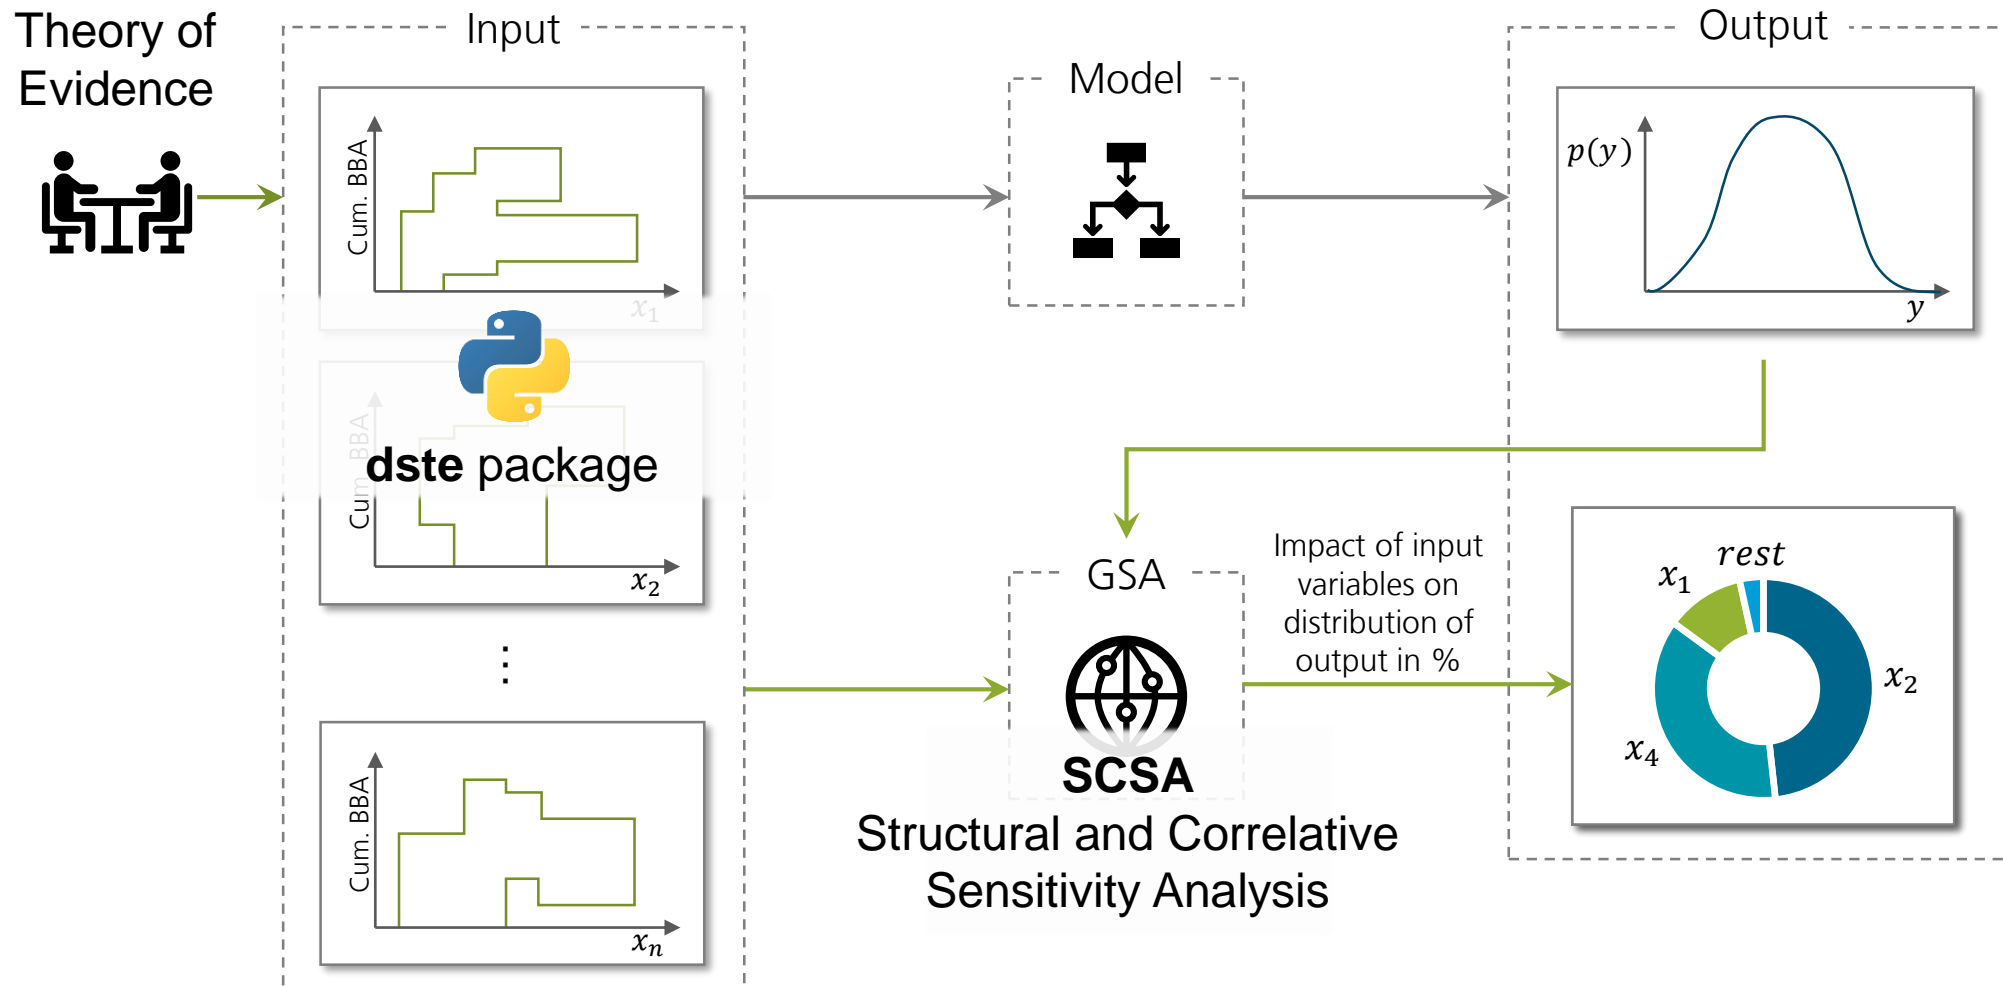 Theory of
Evidence
Input
Cum. BBA
x₁
dste package
Cum. BBA
x₂
⋮
Cum. BBA
xₙ
Model
Output
p(y)
y
GSA
SCSA
Structural and Correlative
Sensitivity Analysis
Impact of input
variables on
distribution of
output in %
rest
x₁
x₂
x₄